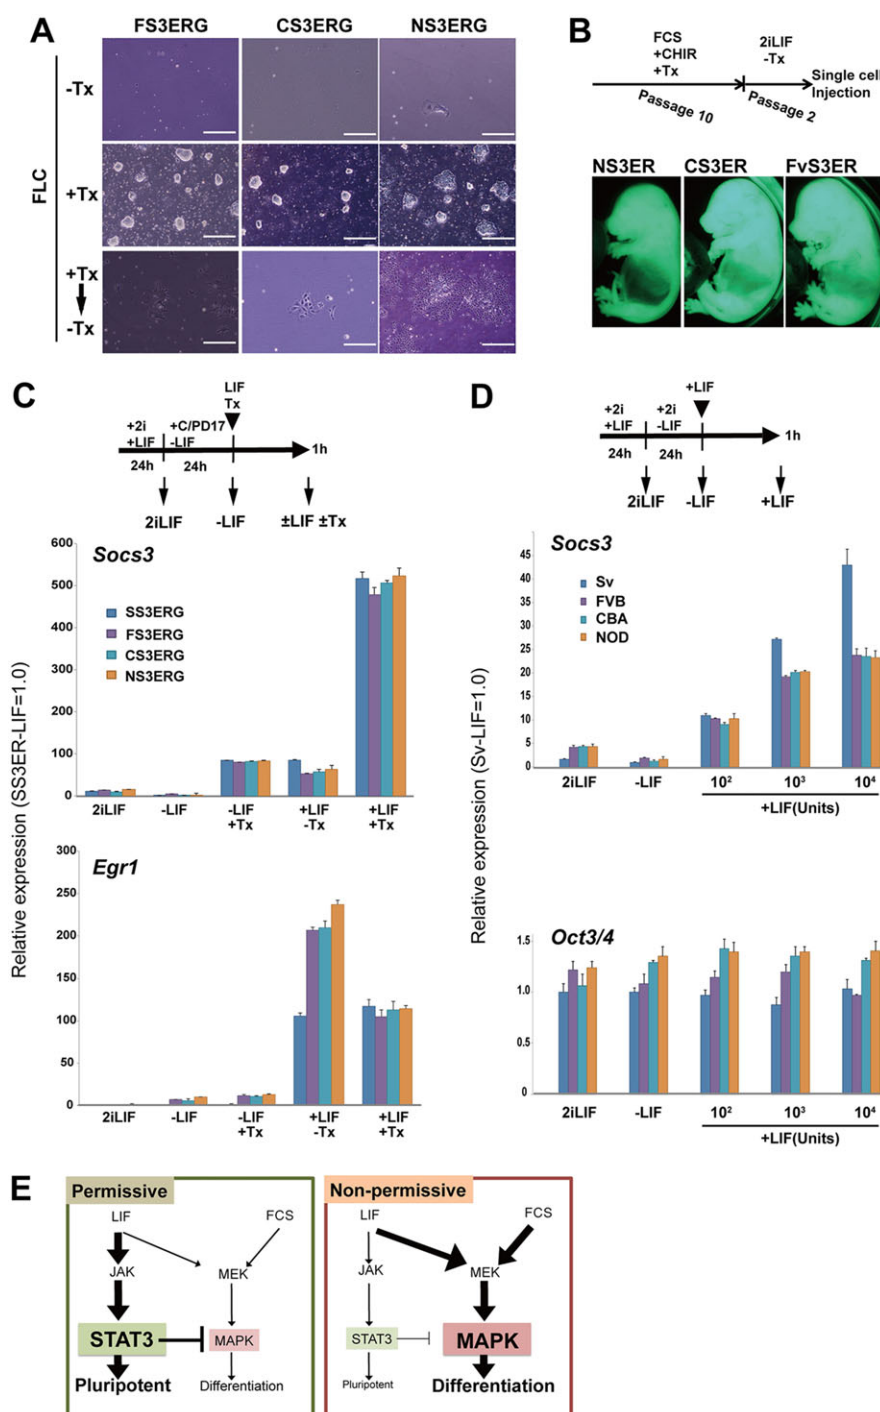 A
FS3ERG CS3ERG NS3ERG
-Tx
FLC
+Tx
+Tx
-Tx
B
FCS
+CHIR
+Tx
2iLIF
-Tx
Single cell
Injection
Passage 10
Passage 2
NS3ER CS3ER FvS3ER
C
LIF
Tx
+2i +C/PD17
+LIF -LIF
24h 24h
1h
2iLIF -LIF ±LIF ±Tx
Relative expression (SS3ER-LIF=1.0)
Socs3
600
500
400
300
200
100
0
SS3ERG
FS3ERG
CS3ERG
NS3ERG
2iLIF -LIF -LIF +LIF +LIF
+Tx -Tx +Tx
Egr1
300
250
200
150
100
50
0
2iLIF -LIF -LIF +LIF +LIF
+Tx -Tx +Tx
D
+LIF
+2i +2i
+LIF -LIF
24h 24h
1h
2iLIF -LIF +LIF
Relative expression (Sv-LIF=1.0)
Socs3
45
40
35
30
25
20
15
10
5
0
Sv
FVB
CBA
NOD
2iLIF -LIF 10² 10³ 10⁴
+LIF(Units)
Oct3/4
1.5
1.0
0.5
0
2iLIF -LIF 10² 10³ 10⁴
+LIF(Units)
E
Permissive
LIF FCS
JAK MEK
STAT3 MAPK
Pluripotent Differentiation
Non-permissive
LIF FCS
JAK MEK
STAT3 MAPK
Pluripotent Differentiation